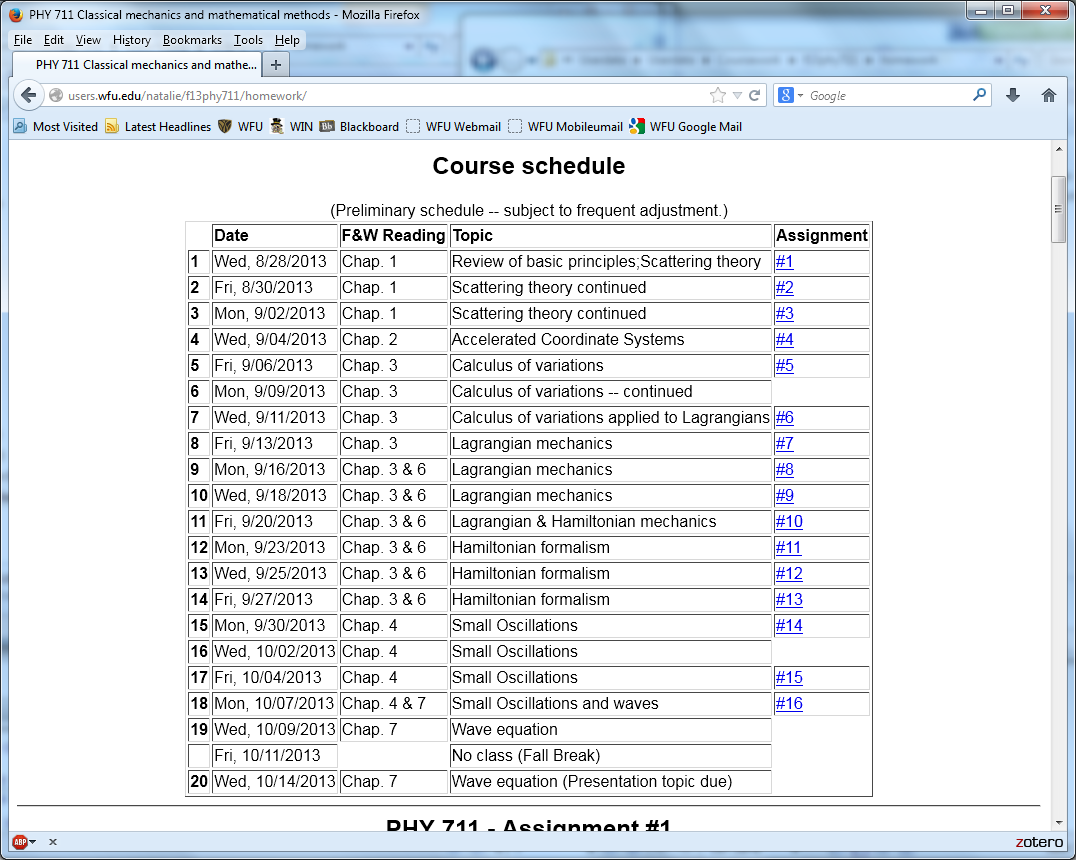 PHY 711 Classical mechanics and mathematical methods - Mozilla Firefox
File Edit View History Bookmarks Tools Help
PHY 711 Classical mechanics and mathe...
users.wfu.edu/natalie/f13phy711/homework/ Google
Most Visited Latest Headlines WFU WIN Bb Blackboard WFU Webmail WFU Mobileumail WFU Google Mail
Course schedule
(Preliminary schedule -- subject to frequent adjustment.)
Date F&W Reading Topic Assignment
1 Wed, 8/28/2013 Chap. 1 Review of basic principles;Scattering theory #1
2 Fri, 8/30/2013 Chap. 1 Scattering theory continued #2
3 Mon, 9/02/2013 Chap. 1 Scattering theory continued #3
4 Wed, 9/04/2013 Chap. 2 Accelerated Coordinate Systems #4
5 Fri, 9/06/2013 Chap. 3 Calculus of variations #5
6 Mon, 9/09/2013 Chap. 3 Calculus of variations -- continued
7 Wed, 9/11/2013 Chap. 3 Calculus of variations applied to Lagrangians #6
8 Fri, 9/13/2013 Chap. 3 Lagrangian mechanics #7
9 Mon, 9/16/2013 Chap. 3 & 6 Lagrangian mechanics #8
10 Wed, 9/18/2013 Chap. 3 & 6 Lagrangian mechanics #9
11 Fri, 9/20/2013 Chap. 3 & 6 Lagrangian & Hamiltonian mechanics #10
12 Mon, 9/23/2013 Chap. 3 & 6 Hamiltonian formalism #11
13 Wed, 9/25/2013 Chap. 3 & 6 Hamiltonian formalism #12
14 Fri, 9/27/2013 Chap. 3 & 6 Hamiltonian formalism #13
15 Mon, 9/30/2013 Chap. 4 Small Oscillations #14
16 Wed, 10/02/2013 Chap. 4 Small Oscillations
17 Fri, 10/04/2013 Chap. 4 Small Oscillations #15
18 Mon, 10/07/2013 Chap. 4 & 7 Small Oscillations and waves #16
19 Wed, 10/09/2013 Chap. 7 Wave equation
Fri, 10/11/2013 No class (Fall Break)
20 Wed, 10/14/2013 Chap. 7 Wave equation (Presentation topic due)
PHY 711 - Assignment #1
ABP zotero